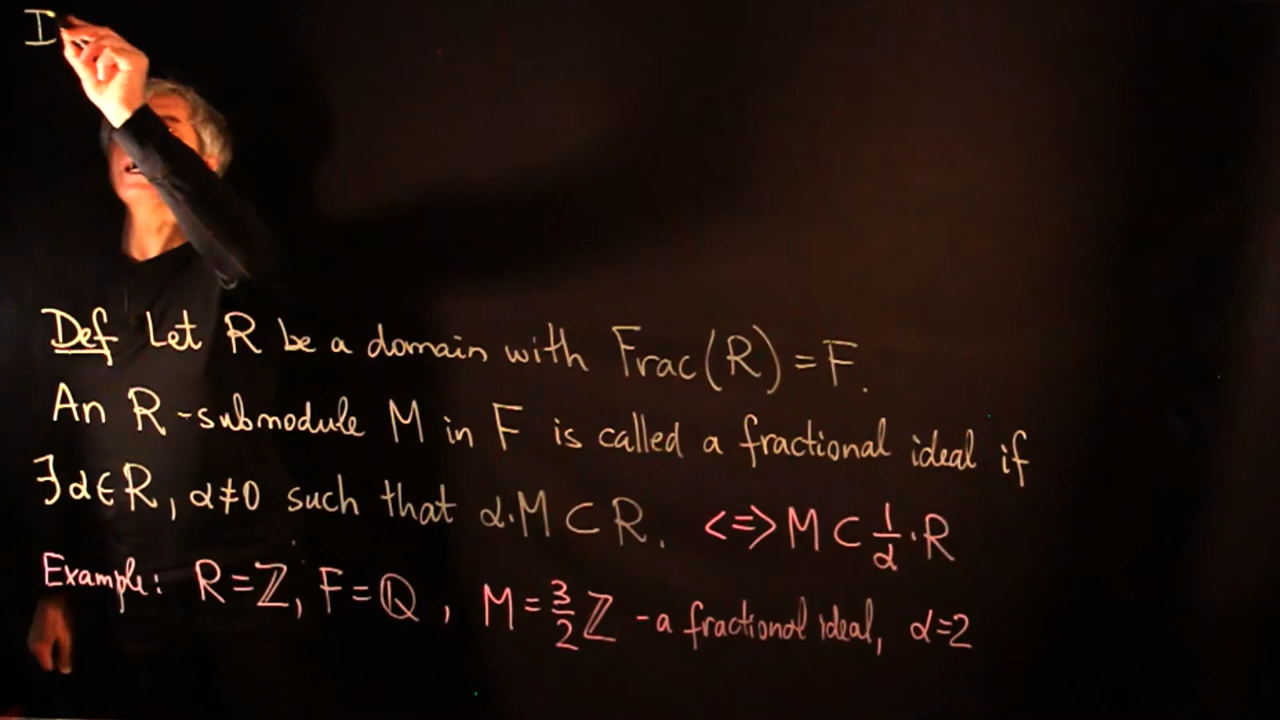 I
Def Let R be a domain with Frac(R)=F.
An R-submodule M in F is called a fractional ideal if
∃α∈R, α≠0 such that α·M⊂R. <=> M⊂1/α·R
Example: R=ℤ, F=ℚ, M=3/2ℤ - a fractional ideal, α=2